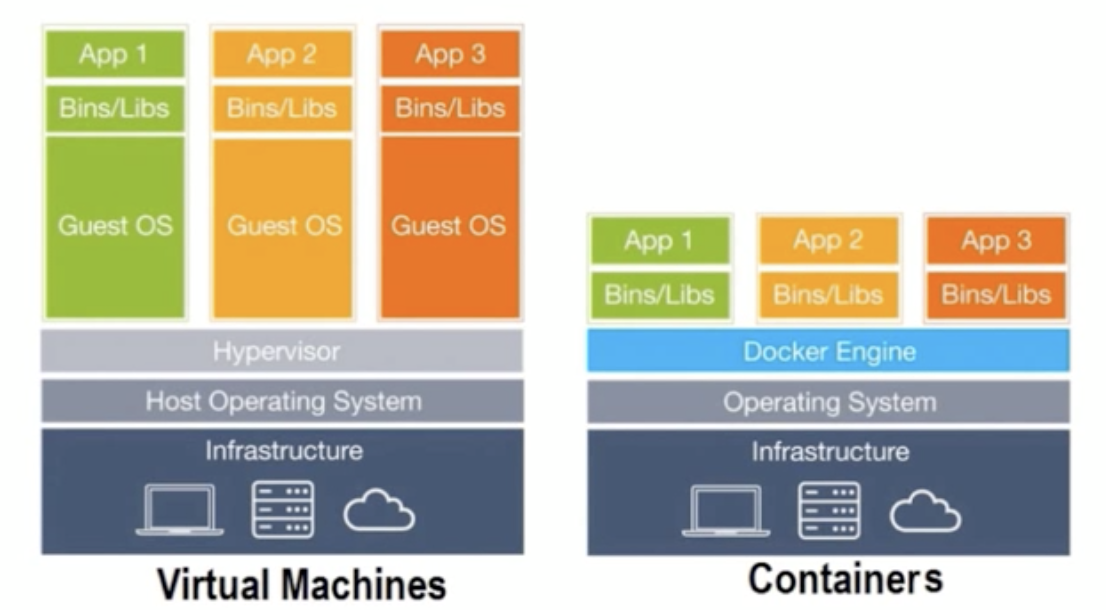 App 1
App 2
App 3
Bins/Libs
Bins/Libs
Bins/Libs
Guest OS
Guest OS
Guest OS
Hypervisor
Host Operating System
Infrastructure
Virtual Machines
App 1
App 2
App 3
Bins/Libs
Bins/Libs
Bins/Libs
Docker Engine
Operating System
Infrastructure
Containers